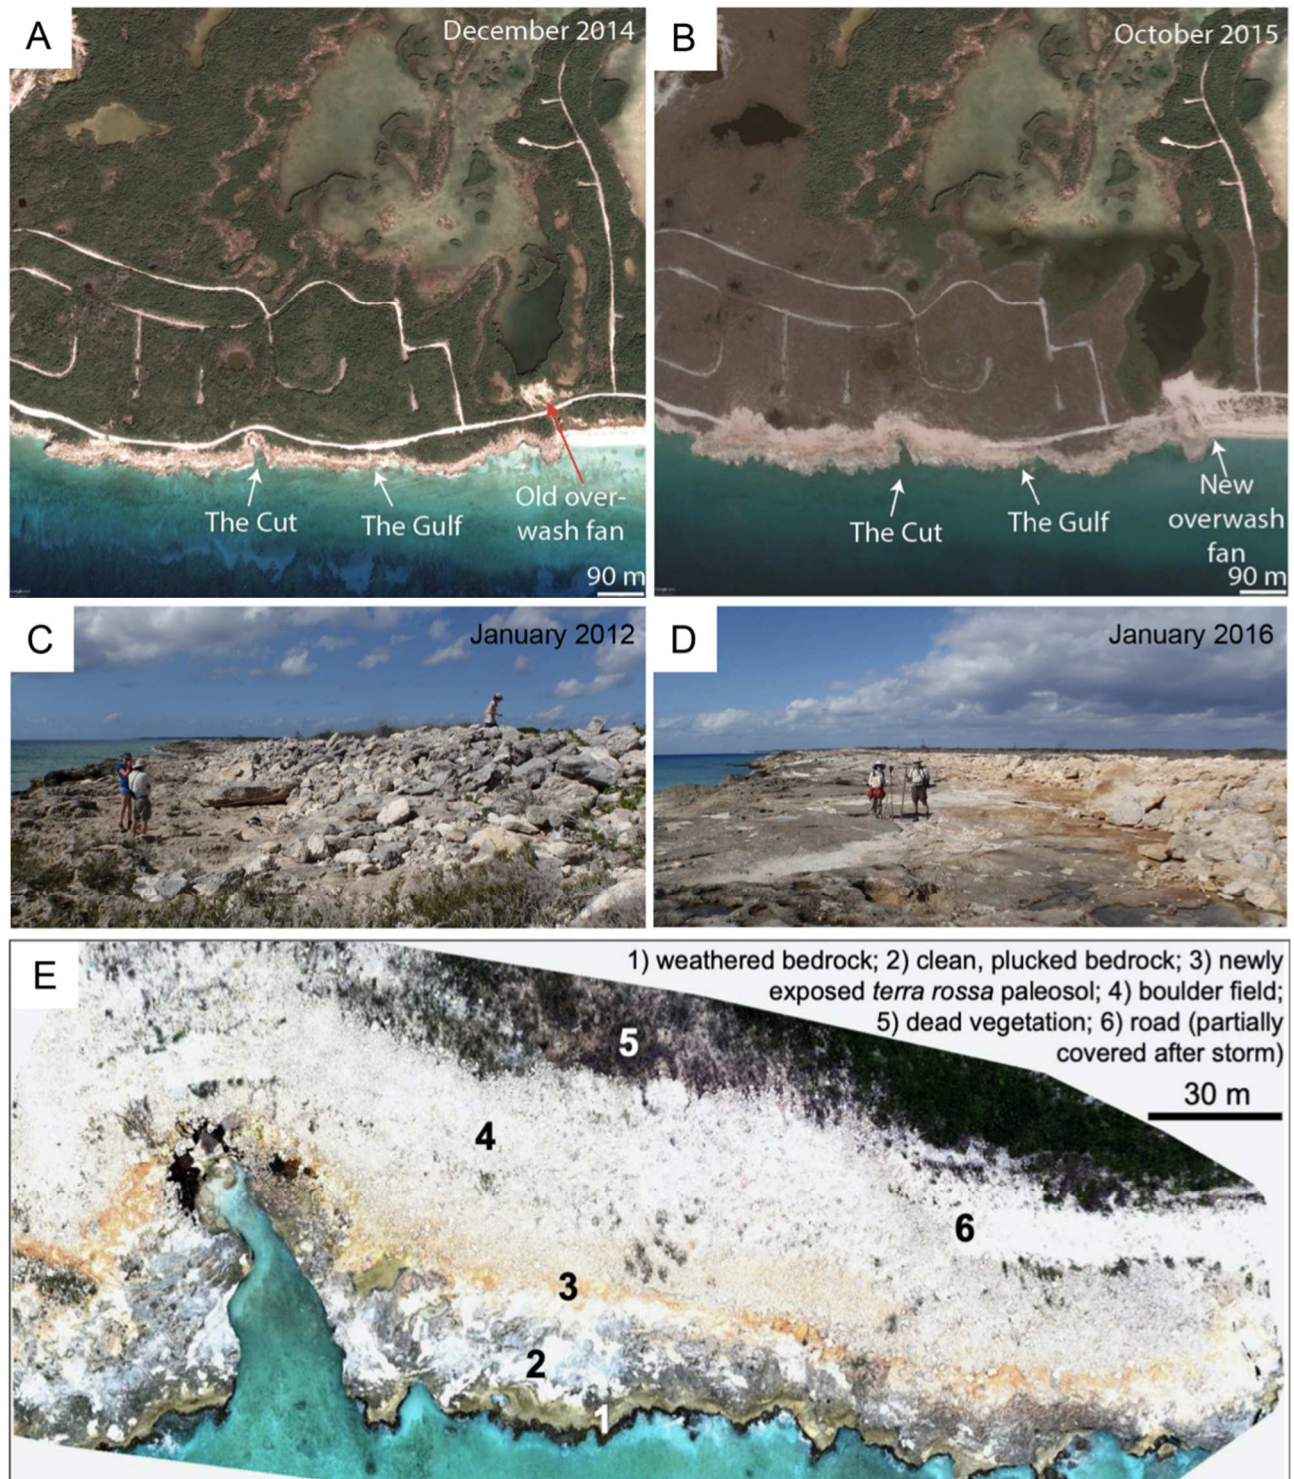 A
December 2014
The Cut
The Gulf
Old over-
wash fan
90 m
B
October 2015
The Cut
The Gulf
New
overwash
fan
90 m
C
January 2012
D
January 2016
E
1) weathered bedrock; 2) clean, plucked bedrock; 3) newly
exposed terra rossa paleosol; 4) boulder field;
5) dead vegetation; 6) road (partially
covered after storm)
30 m
5
4
6
3
2
1